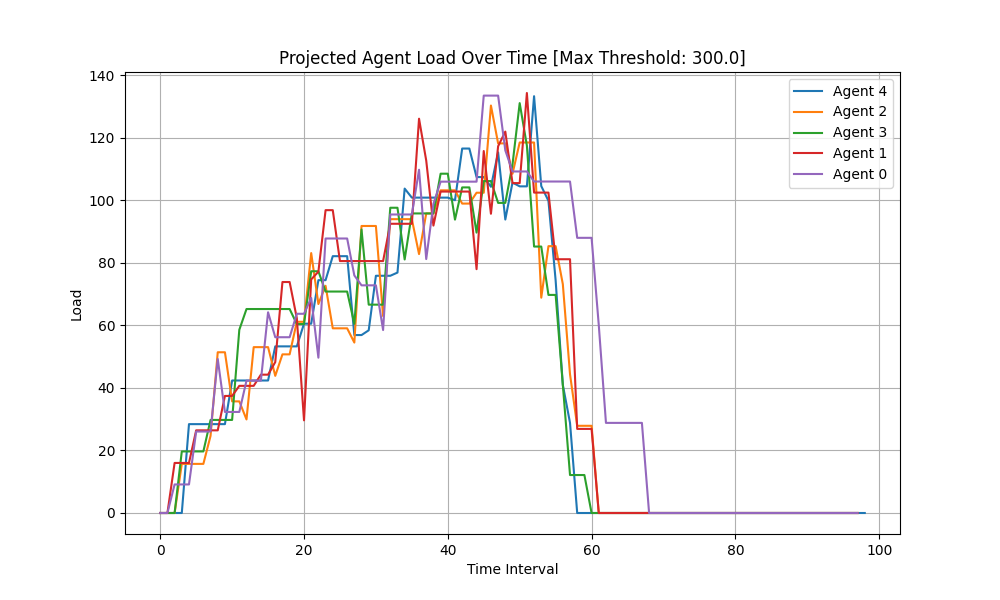 Projected Agent Load Over Time [Max Threshold: 300.0]
140
120
100
80
60
40
20
0
Load
Agent 4
Agent 2
Agent 3
Agent 1
Agent 0
0 20 40 60 80 100
Time Interval